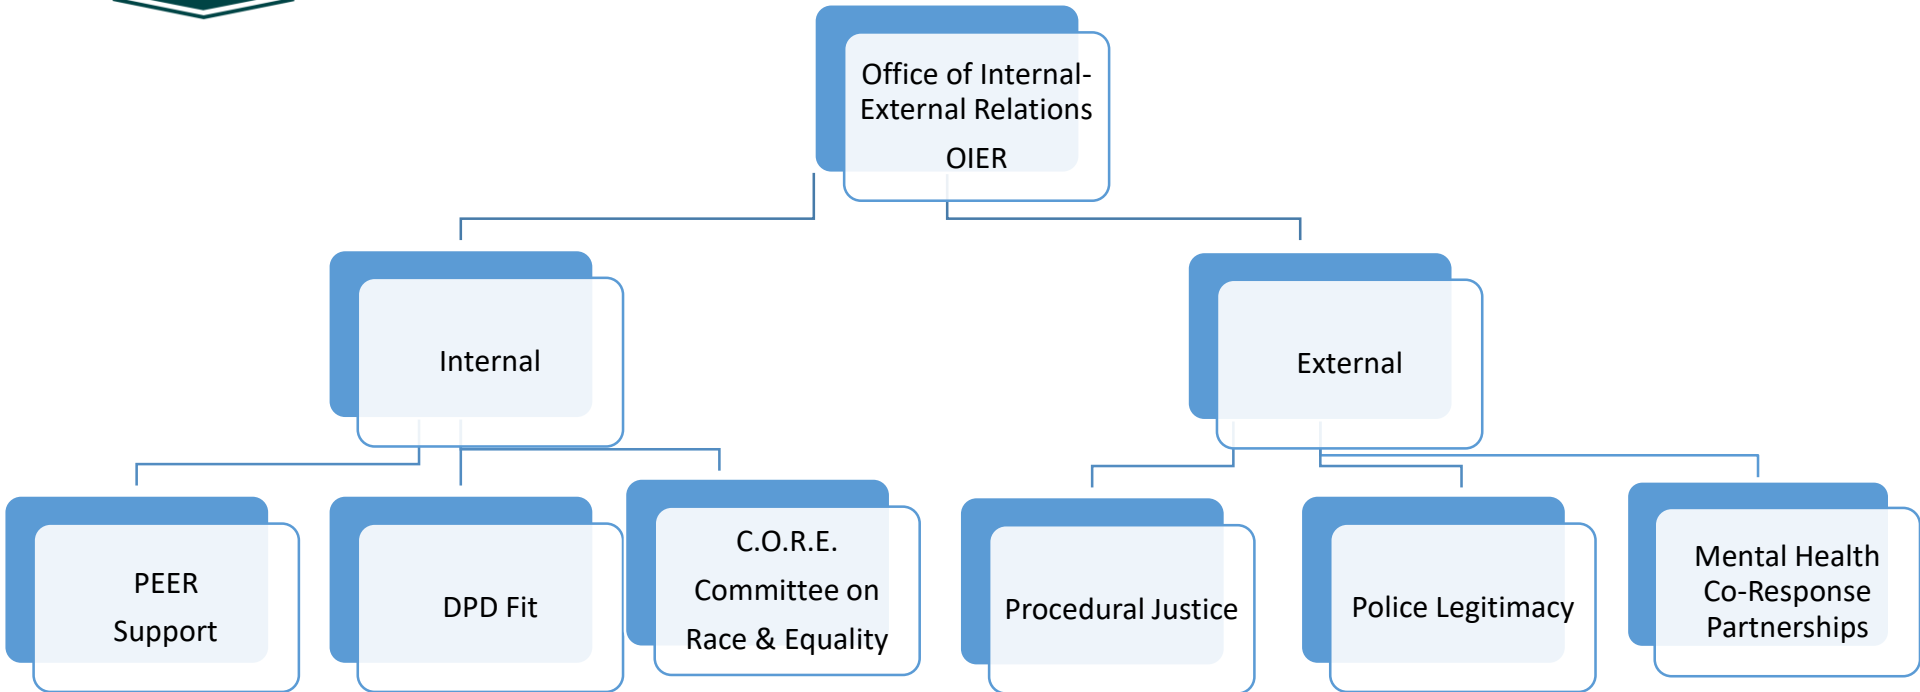 Office of Internal-
External Relations
OIER
Internal
External
PEER
Support
DPD Fit
C.O.R.E.
Committee on
Race & Equality
Procedural Justice
Police Legitimacy
Mental Health
Co-Response
Partnerships